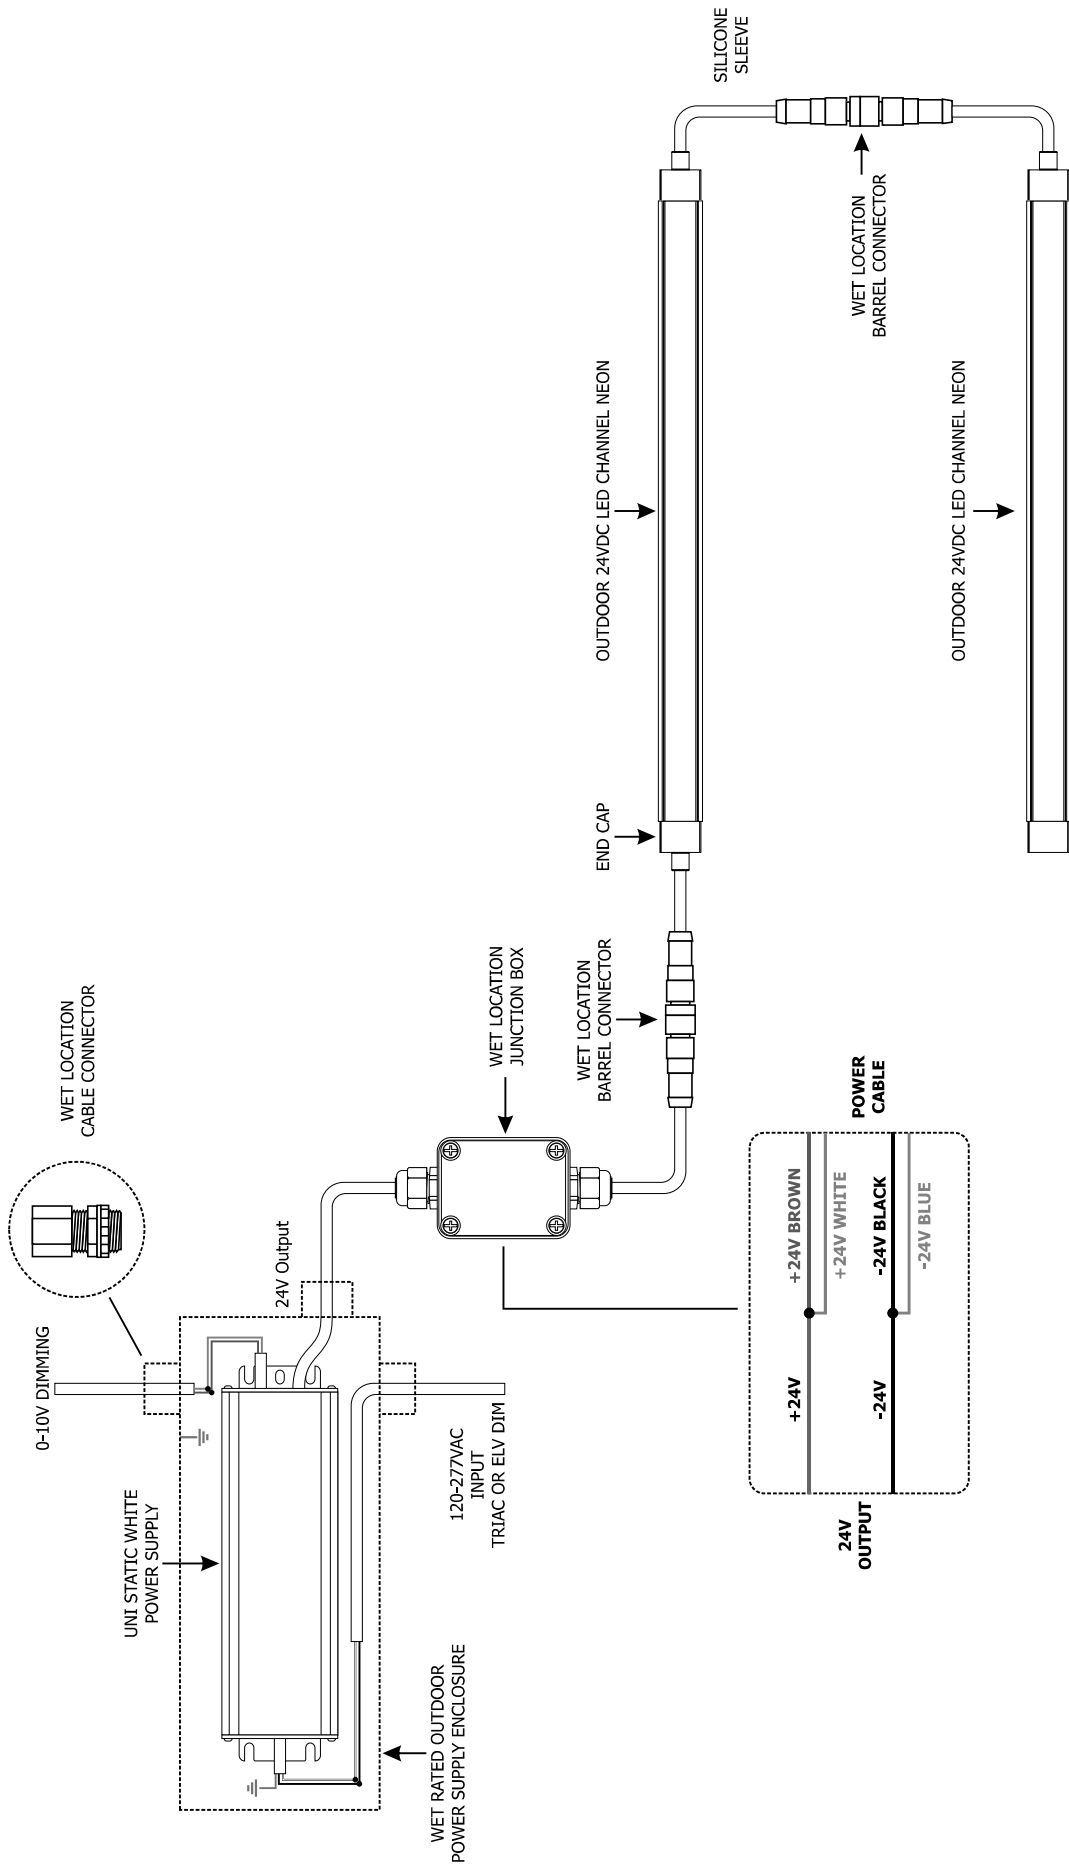 0-10V DIMMING
WET LOCATION
CABLE CONNECTOR
UNI STATIC WHITE
POWER SUPPLY
24V Output
120-277VAC
INPUT
TRIAC OR ELV DIM
WET RATED OUTDOOR
POWER SUPPLY ENCLOSURE
WET LOCATION
JUNCTION BOX
WET LOCATION
BARREL CONNECTOR
END CAP
OUTDOOR 24VDC LED CHANNEL NEON
SILICONE
SLEEVE
WET LOCATION
BARREL CONNECTOR
OUTDOOR 24VDC LED CHANNEL NEON
24V
OUTPUT
+24V
-24V
+24V BROWN
+24V WHITE
-24V BLACK
-24V BLUE
POWER
CABLE